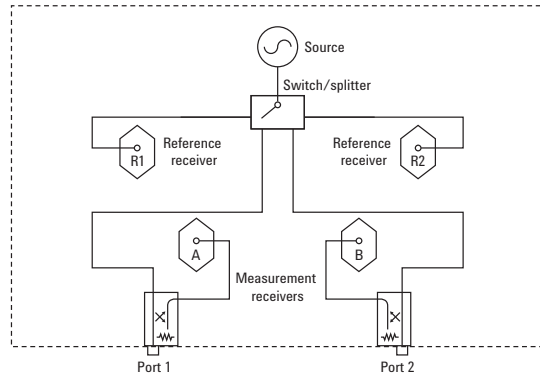 Source
Switch/splitter
Reference
receiver
R1
Reference
receiver
R2
A
B
Measurement
receivers
Port 1
Port 2